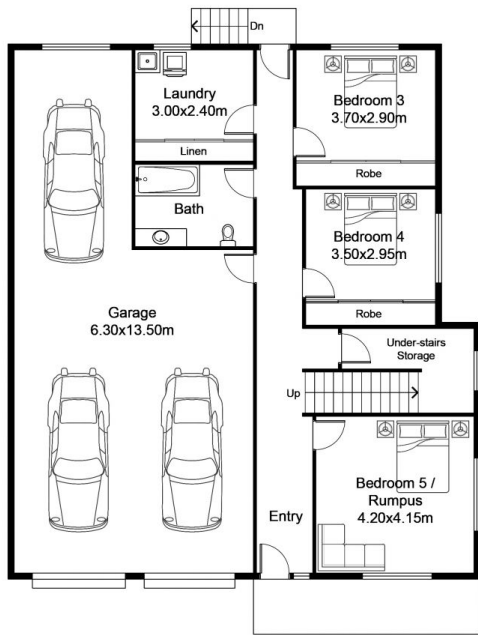 Dn
Laundry
3.00x2.40m
Linen
Bath
Bedroom 3
3.70x2.90m
Robe
Bedroom 4
3.50x2.95m
Robe
Garage
6.30x13.50m
Under-stairs
Storage
Up
Bedroom 5 /
Rumpus
4.20x4.15m
Entry